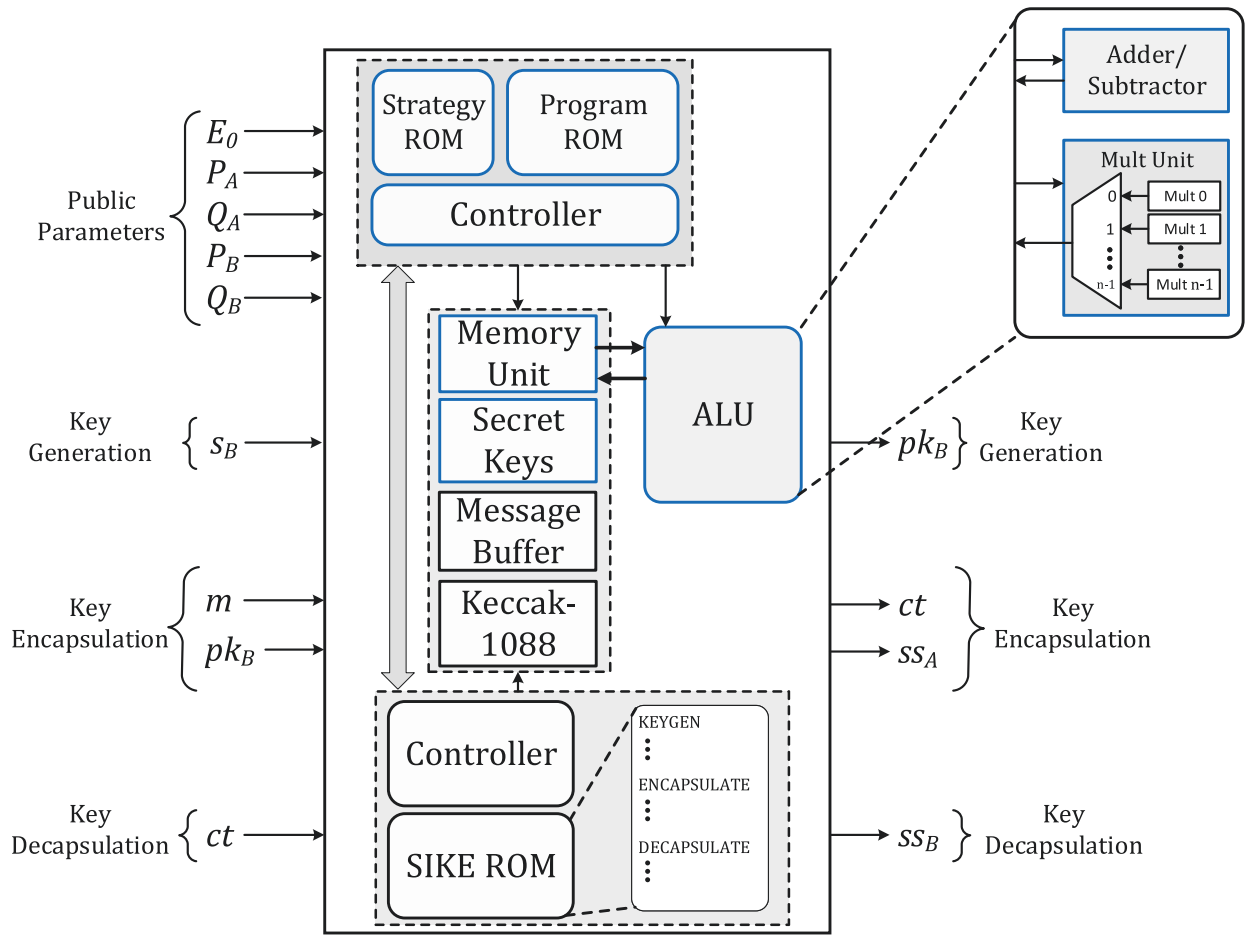 Public
Parameters
E0
PA
QA
PB
QB
Key
Generation
sB
Key
Encapsulation
m
pkB
Key
Decapsulation
ct
Strategy
ROM
Program
ROM
Controller
Memory
Unit
Secret
Keys
Message
Buffer
Keccak-
1088
ALU
Controller
SIKE ROM
KEYGEN
ENCAPSULATE
DECAPSULATE
Adder/
Subtractor
Mult Unit
0
Mult 0
1
Mult 1
n-1
Mult n-1
pkB
Key
Generation
ct
ssA
Key
Encapsulation
ssB
Key
Decapsulation